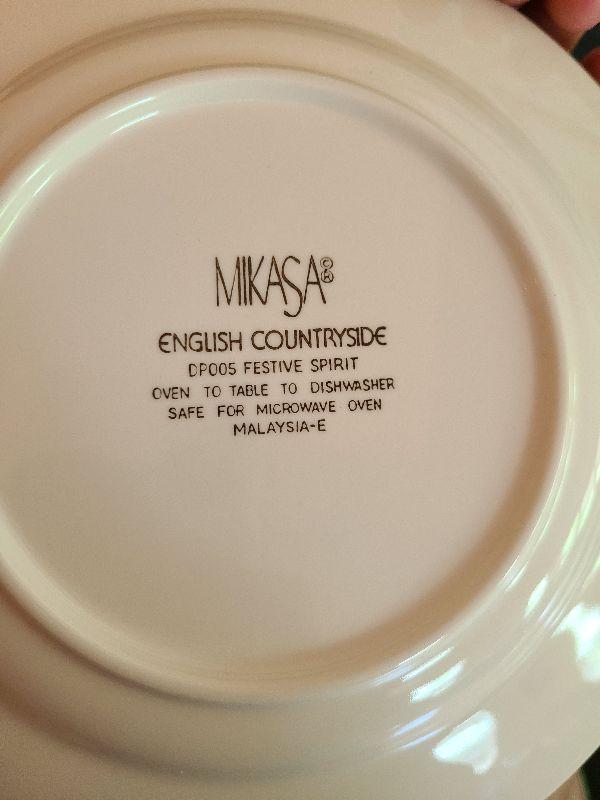 MIKASA®
ENGLISH COUNTRYSIDE
DP005 FESTIVE SPIRIT
OVEN TO TABLE TO DISHWASHER
SAFE FOR MICROWAVE OVEN
MALAYSIA-E